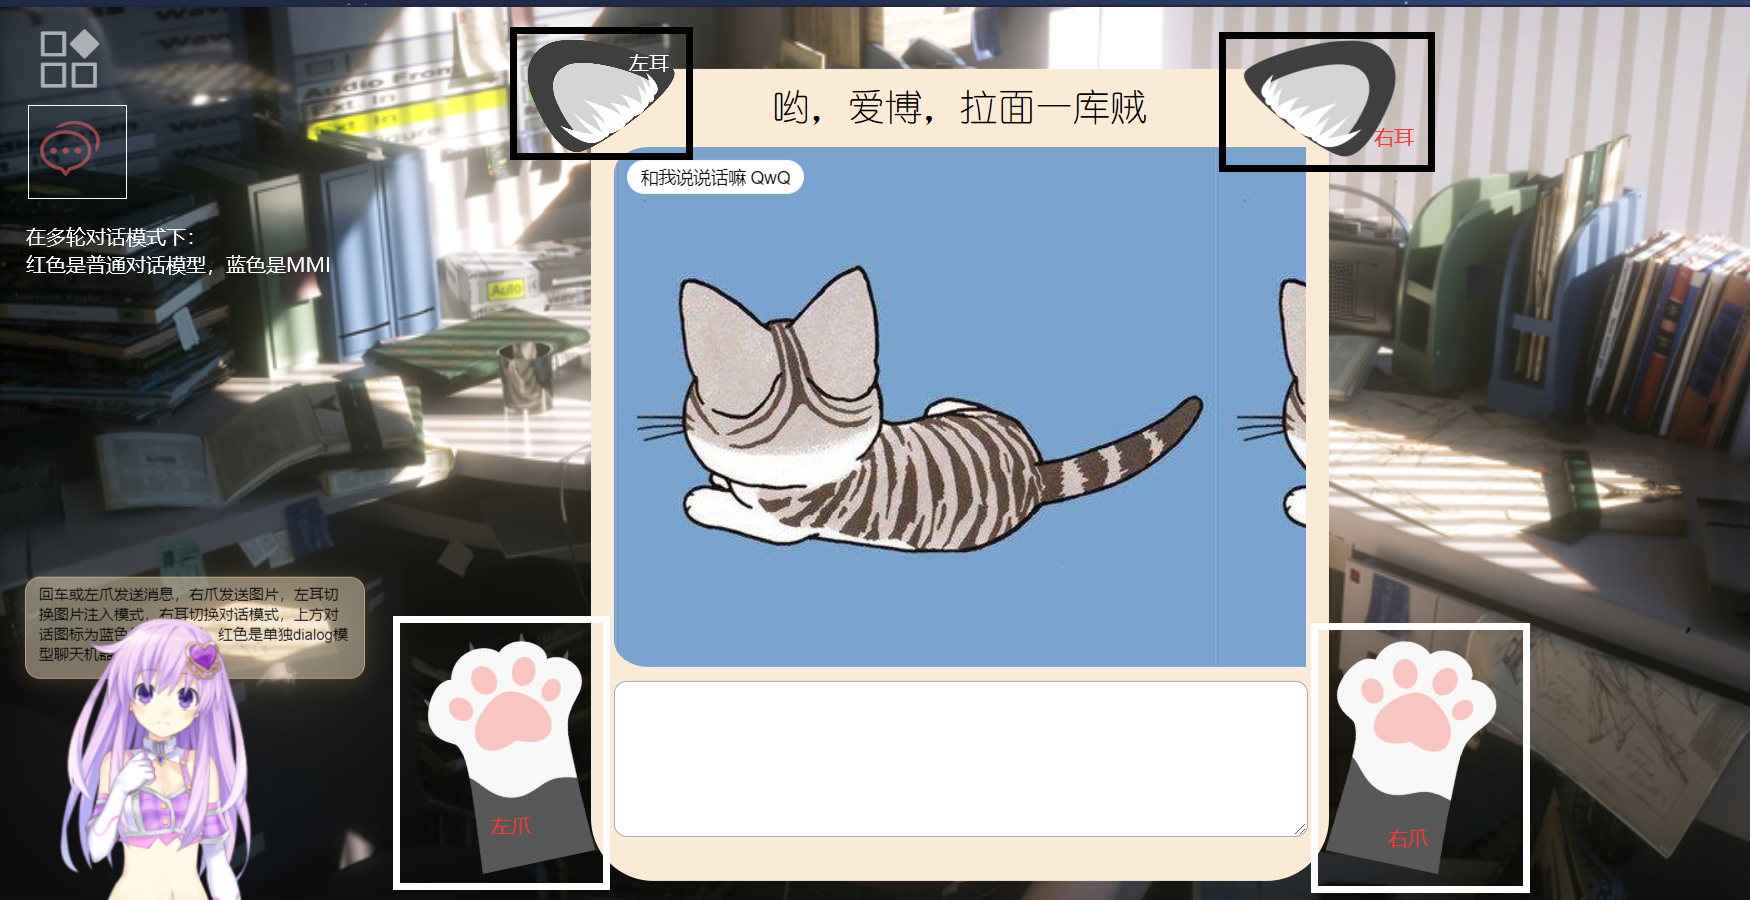 左耳
哟，爱博，拉面一库贼
右耳
和我说说话嘛 QwQ
在多轮对话模式下：
红色是普通对话模型，蓝色是MMI
Audio From
Ext In
Auto
回车或左爪发送消息，右爪发送图片，左耳切
换图片注入模式，右耳切换对话模式，上方对
话图标为蓝色
红色是单独dialog模
型聊天机器
左爪
右爪